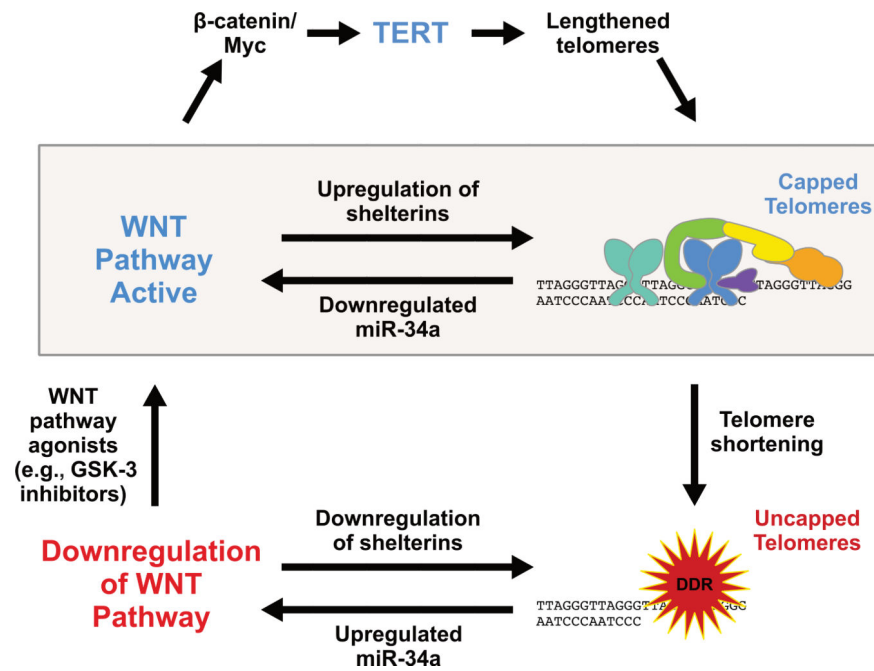 β-catenin/
Myc
TERT
Lengthened
telomeres
WNT
Pathway
Active
Upregulation of
shelterins
Downregulated
miR-34a
Capped
Telomeres
WNT
pathway
agonists
(e.g., GSK-3
inhibitors)
Telomere
shortening
Downregulation
of WNT
Pathway
Downregulation
of shelterins
Upregulated
miR-34a
Uncapped
Telomeres
DDR
AATCCCAATCCC